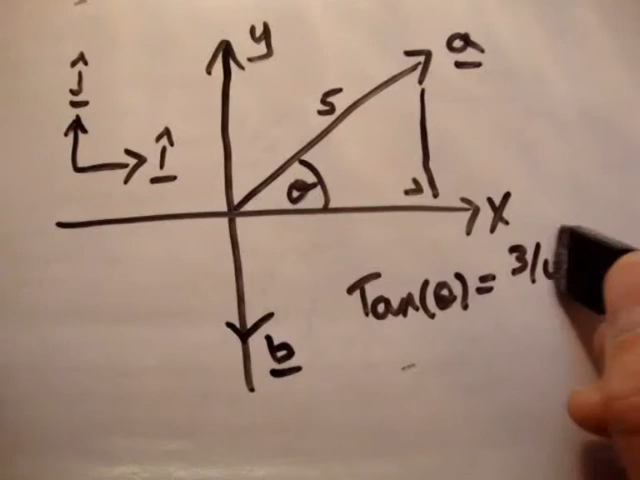 y
a
ĵ
5
î
θ
x
Tan(θ) = 3/4
b